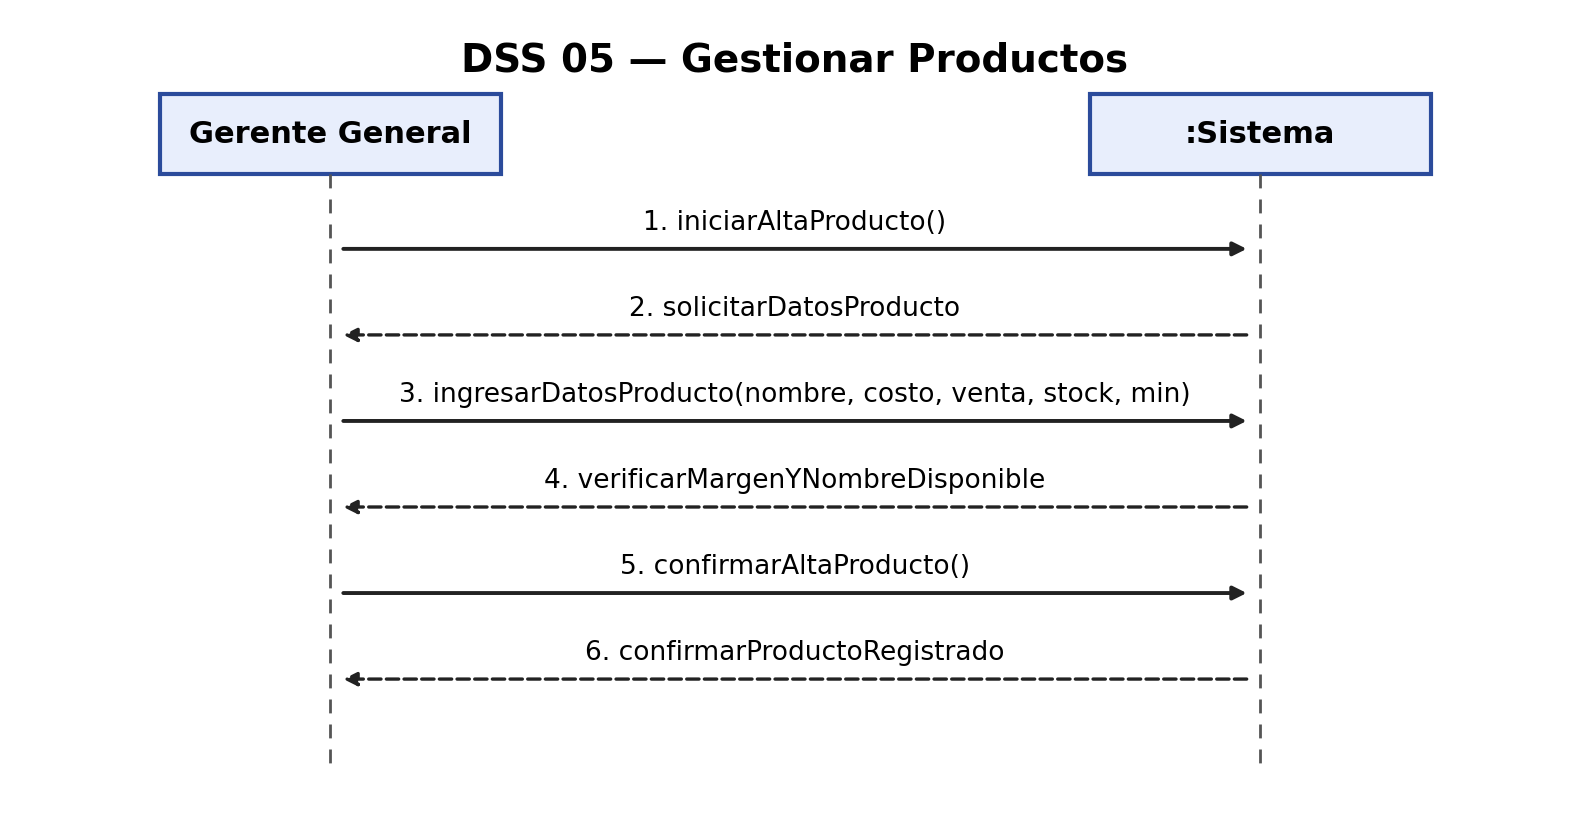 DSS 05 — Gestionar Productos
Gerente General
:Sistema
1. iniciarAltaProducto()
2. solicitarDatosProducto
3. ingresarDatosProducto(nombre, costo, venta, stock, min)
4. verificarMargenYNombreDisponible
5. confirmarAltaProducto()
6. confirmarProductoRegistrado